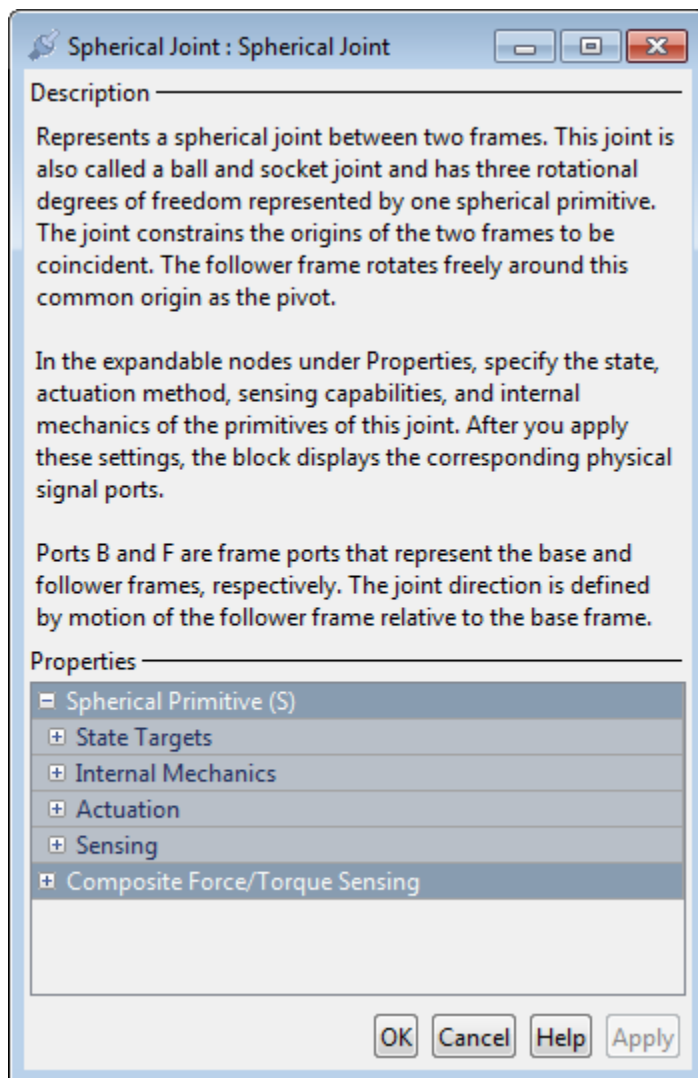 Spherical Joint : Spherical Joint
Description
Represents a spherical joint between two frames. This joint is
also called a ball and socket joint and has three rotational
degrees of freedom represented by one spherical primitive.
The joint constrains the origins of the two frames to be
coincident. The follower frame rotates freely around this
common origin as the pivot.
In the expandable nodes under Properties, specify the state,
actuation method, sensing capabilities, and internal
mechanics of the primitives of this joint. After you apply
these settings, the block displays the corresponding physical
signal ports.
Ports B and F are frame ports that represent the base and
follower frames, respectively. The joint direction is defined
by motion of the follower frame relative to the base frame.
Properties
Spherical Primitive (S)
State Targets
Internal Mechanics
Actuation
Sensing
Composite Force/Torque Sensing
OK Cancel Help Apply